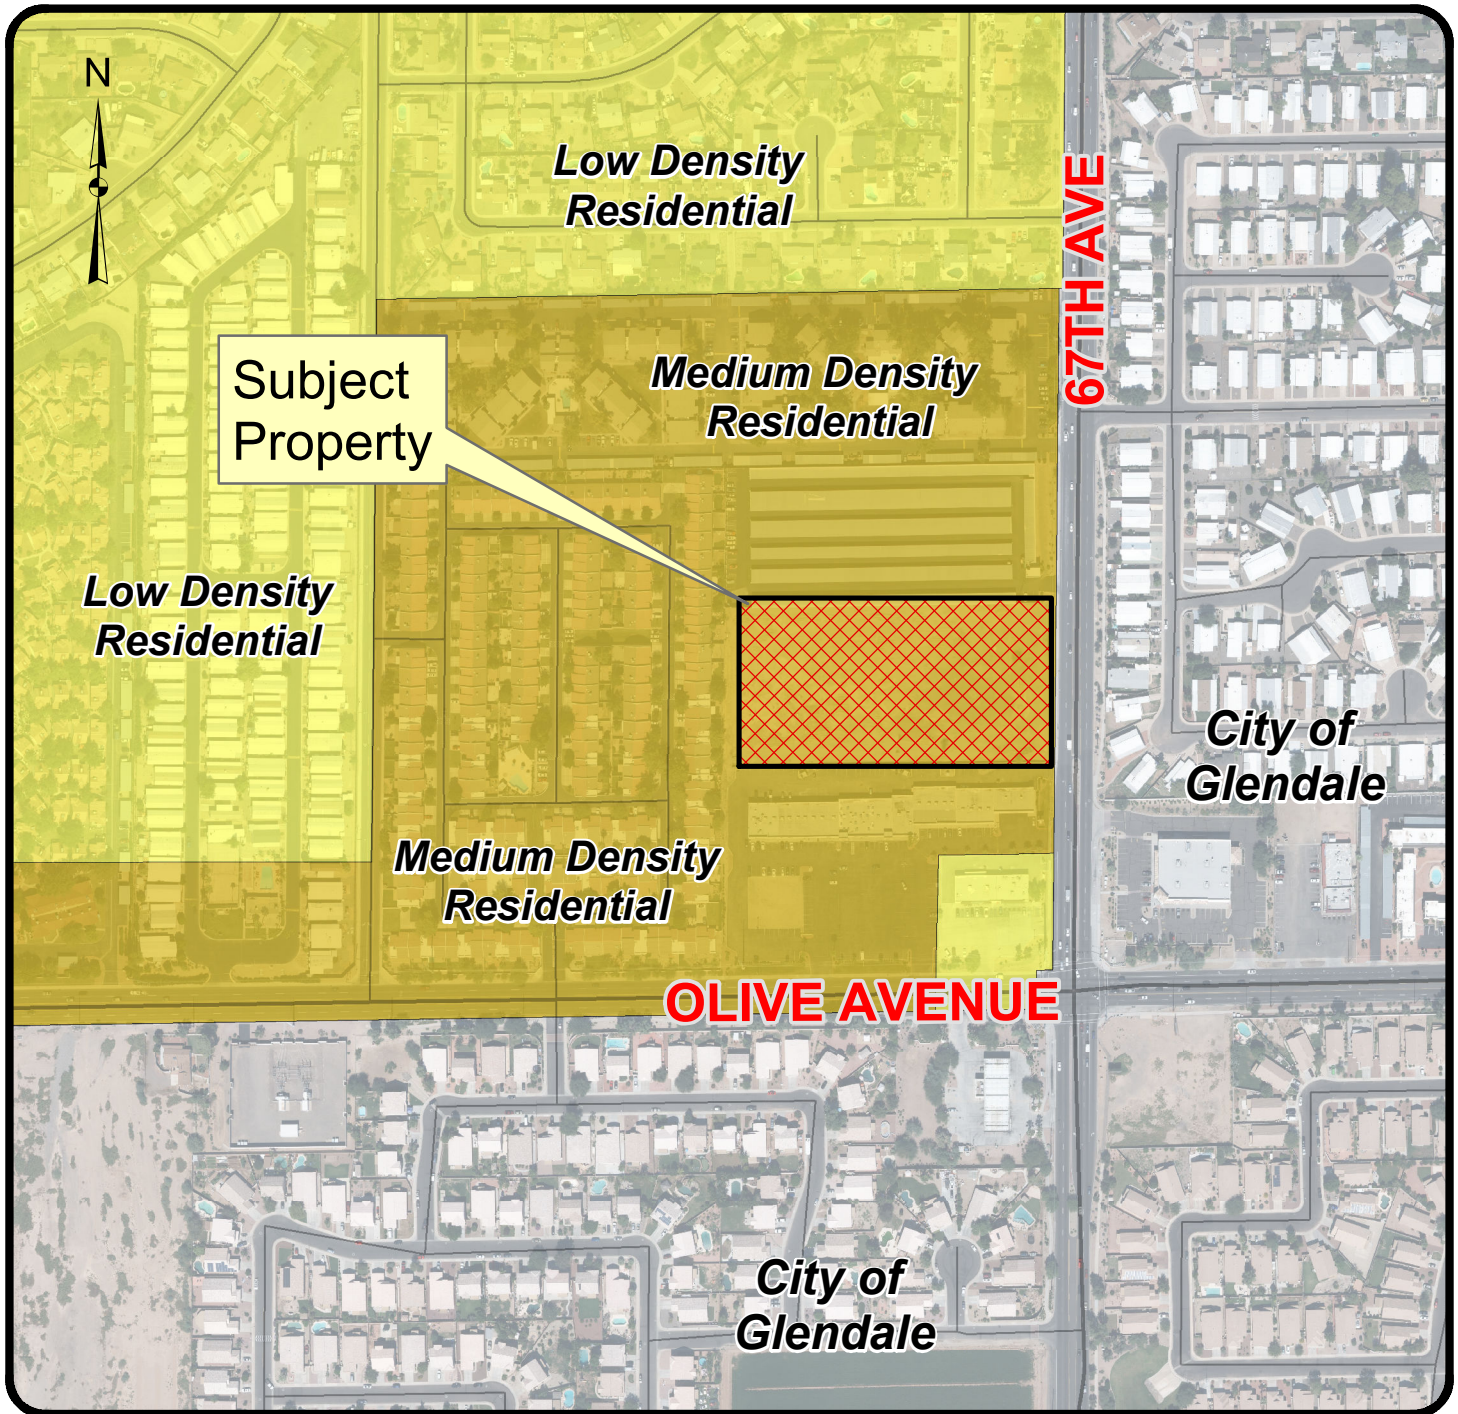 N
Low Density
Residential
67TH AVE
Subject
Property
Medium Density
Residential
Low Density
Residential
City of
Glendale
Medium Density
Residential
OLIVE AVENUE
City of
Glendale